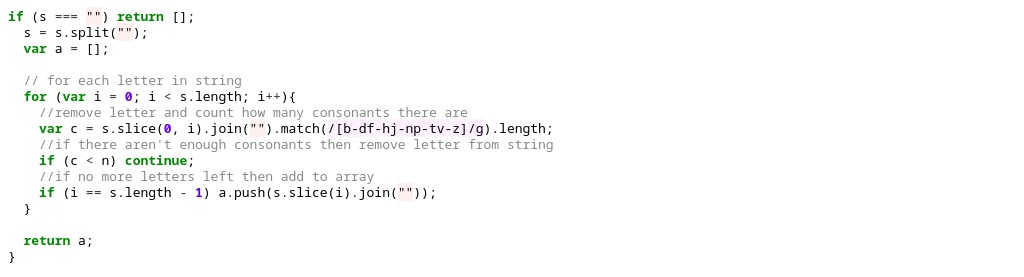 if (s === "") return [];
  s = s.split("");
  var a = [];

  // for each letter in string
  for (var i = 0; i < s.length; i++){
    //remove letter and count how many consonants there are
    var c = s.slice(0, i).join("").match(/[b-df-hj-np-tv-z]/g).length;
    //if there aren't enough consonants then remove letter from string
    if (c < n) continue;
    //if no more letters left then add to array
    if (i == s.length - 1) a.push(s.slice(i).join(""));
  }

  return a;
}